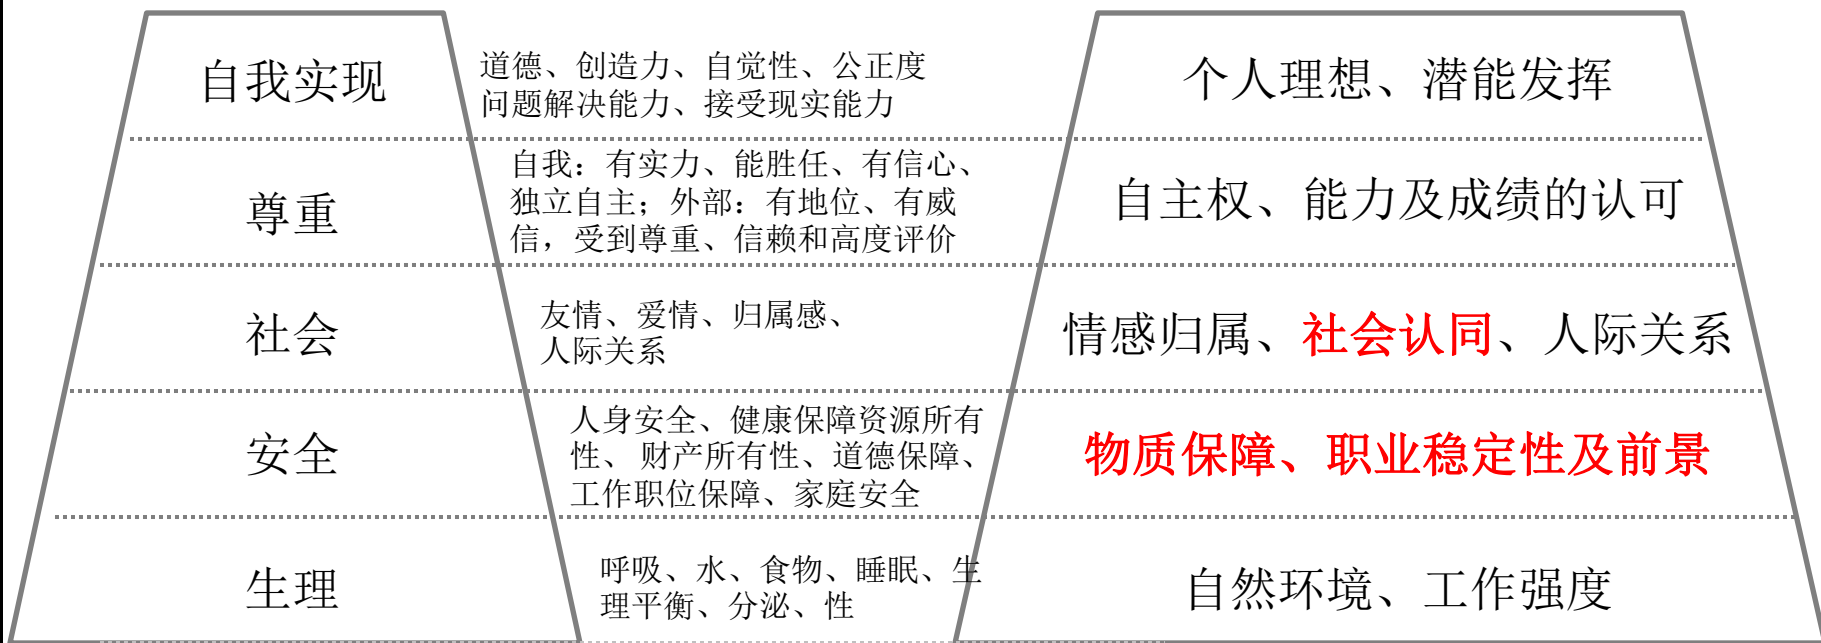 自我实现
道德、创造力、自觉性、公正度
问题解决能力、接受现实能力
个人理想、潜能发挥
尊重
自我：有实力、能胜任、有信心、
独立自主；外部：有地位、有威
信，受到尊重、信赖和高度评价
自主权、能力及成绩的认可
社会
友情、爱情、归属感、
人际关系
情感归属、社会认同、人际关系
安全
人身安全、健康保障资源所有
性、 财产所有性、道德保障、
工作职位保障、家庭安全
物质保障、职业稳定性及前景
生理
呼吸、水、食物、睡眠、生
理平衡、分泌、性
自然环境、工作强度